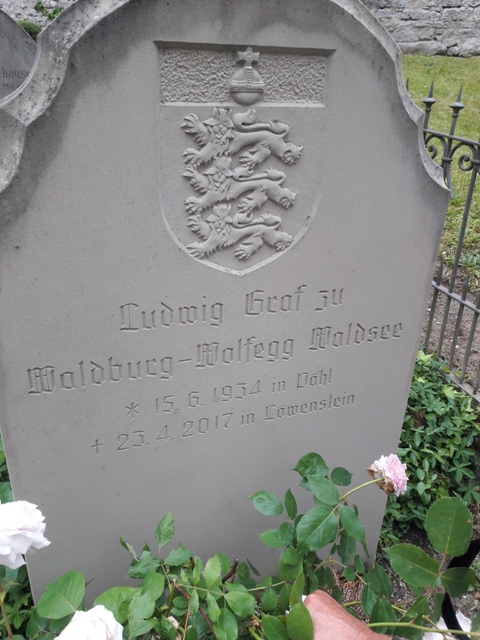 Ludwig Graf zu
Waldburg-Wolfegg Waldsee
* 15.6.1934 in Pähl
+ 23.4.2017 in Löwenstein